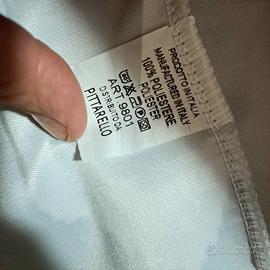 PRODOTTO IN ITALIA
MANUFACTURED IN ITALY
100% POLIESTERE
POLYESTER
ART 9801
DISTRIBUITO DA:
PITTARELLO